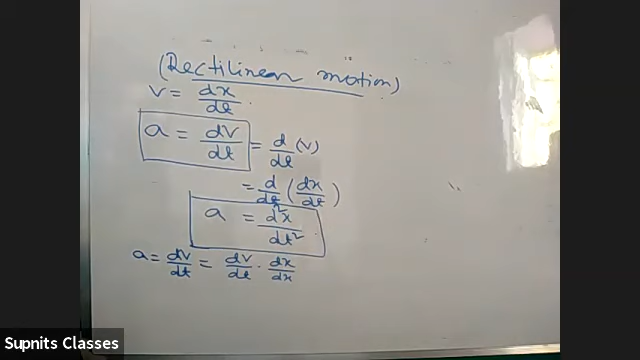 (Rectilinear motion)
v = dx/dt
a = dv/dt = d/dt (v)
= d/dt (dx/dt)
a = d²x/dt²
a = dv/dt = dv/dt . dx/dx
Supnits Classes